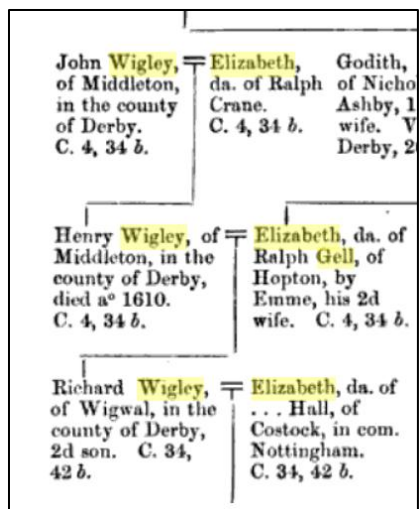 John Wigley,
of Middleton,
in the county
of Derby.
C. 4, 34 b.
Elizabeth,
da. of Ralph
Crane.
C. 4, 34 b.
Godith,
of Nicho
Ashby, 1
wife. V
Derby, 2
Henry Wigley, of
Middleton, in the
county of Derby,
died aº 1610.
C. 4, 34 b.
Elizabeth, da. of
Ralph Gell, of
Hopton, by
Emme, his 2d
wife. C. 4, 34 b.
Richard Wigley,
of Wigwal, in the
county of Derby,
2d son. C. 34,
42 b.
Elizabeth, da. of
. . . Hall, of
Costock, in com.
Nottingham.
C. 34, 42 b.